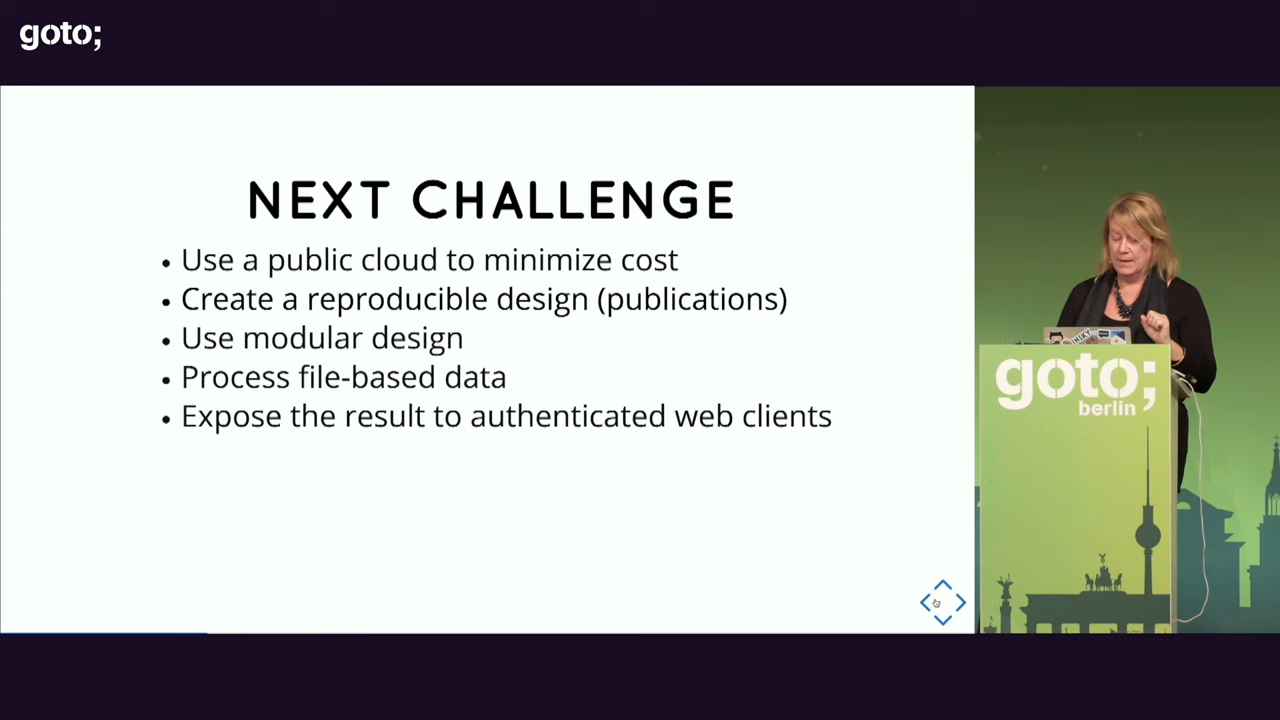 goto;
NEXT CHALLENGE
• Use a public cloud to minimize cost
• Create a reproducible design (publications)
• Use modular design
• Process file-based data
• Expose the result to authenticated web clients
goto;
berlin